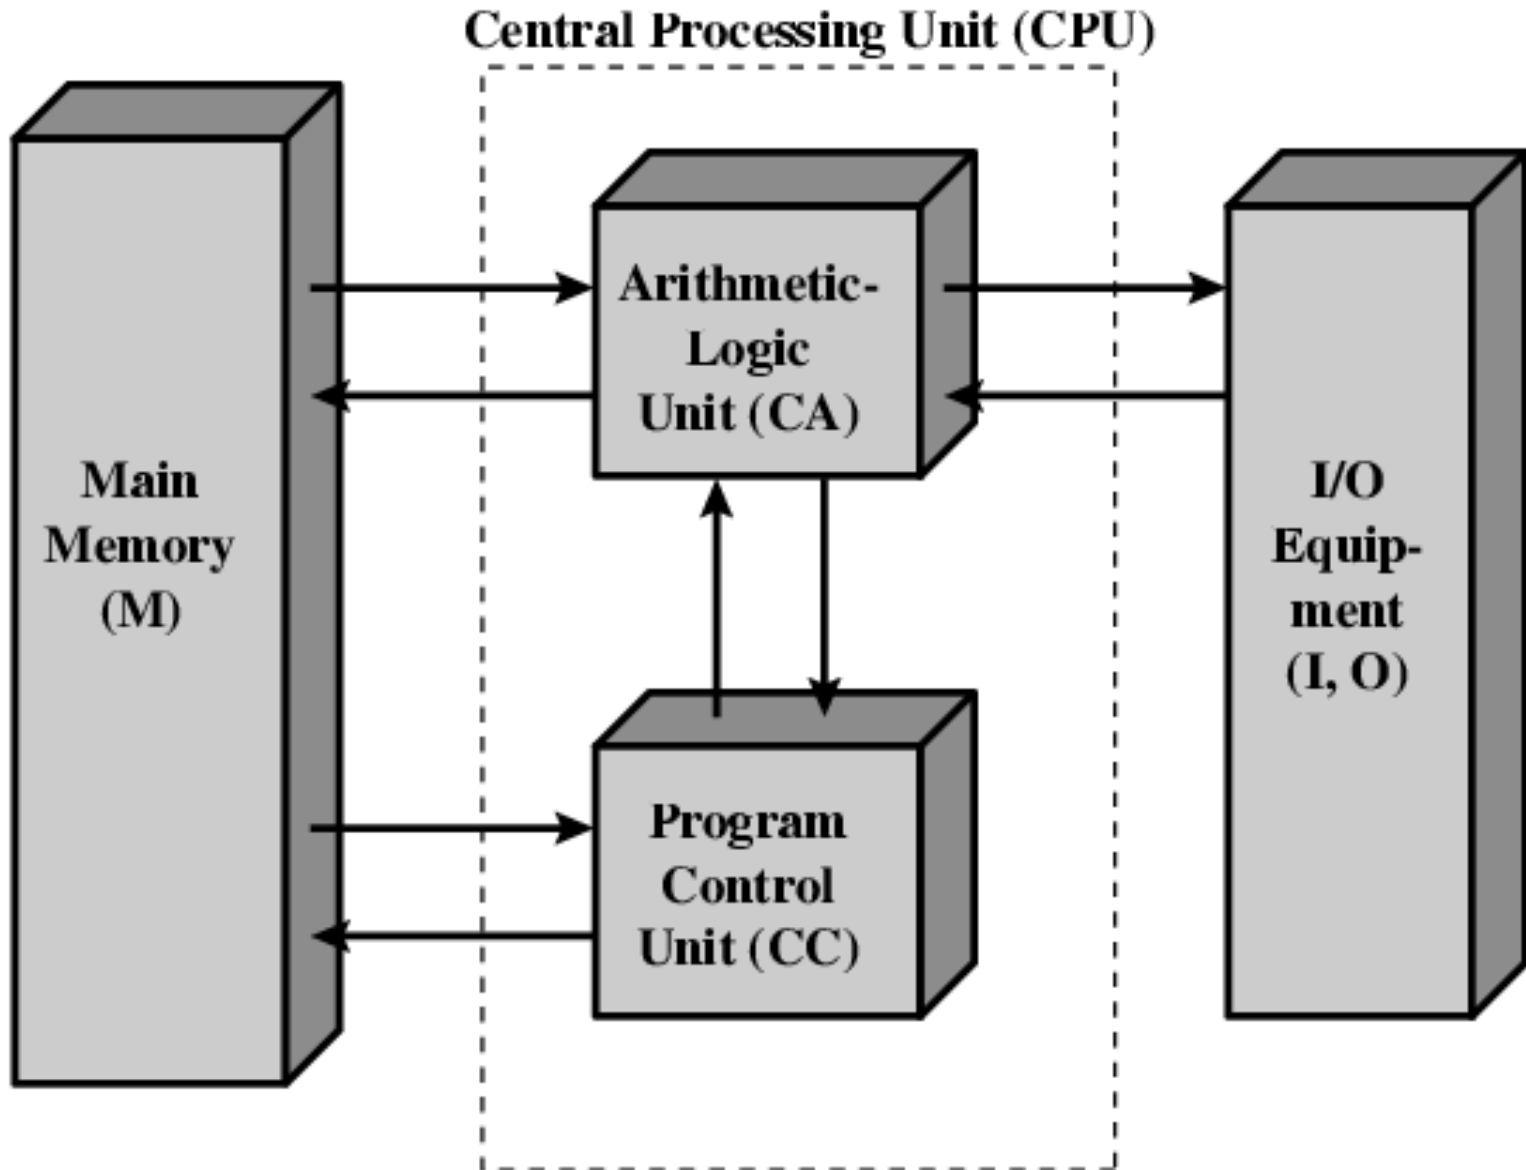 Central Processing Unit (CPU)
Main
Memory
(M)
Arithmetic-
Logic
Unit (CA)
Program
Control
Unit (CC)
I/O
Equip-
ment
(I, O)